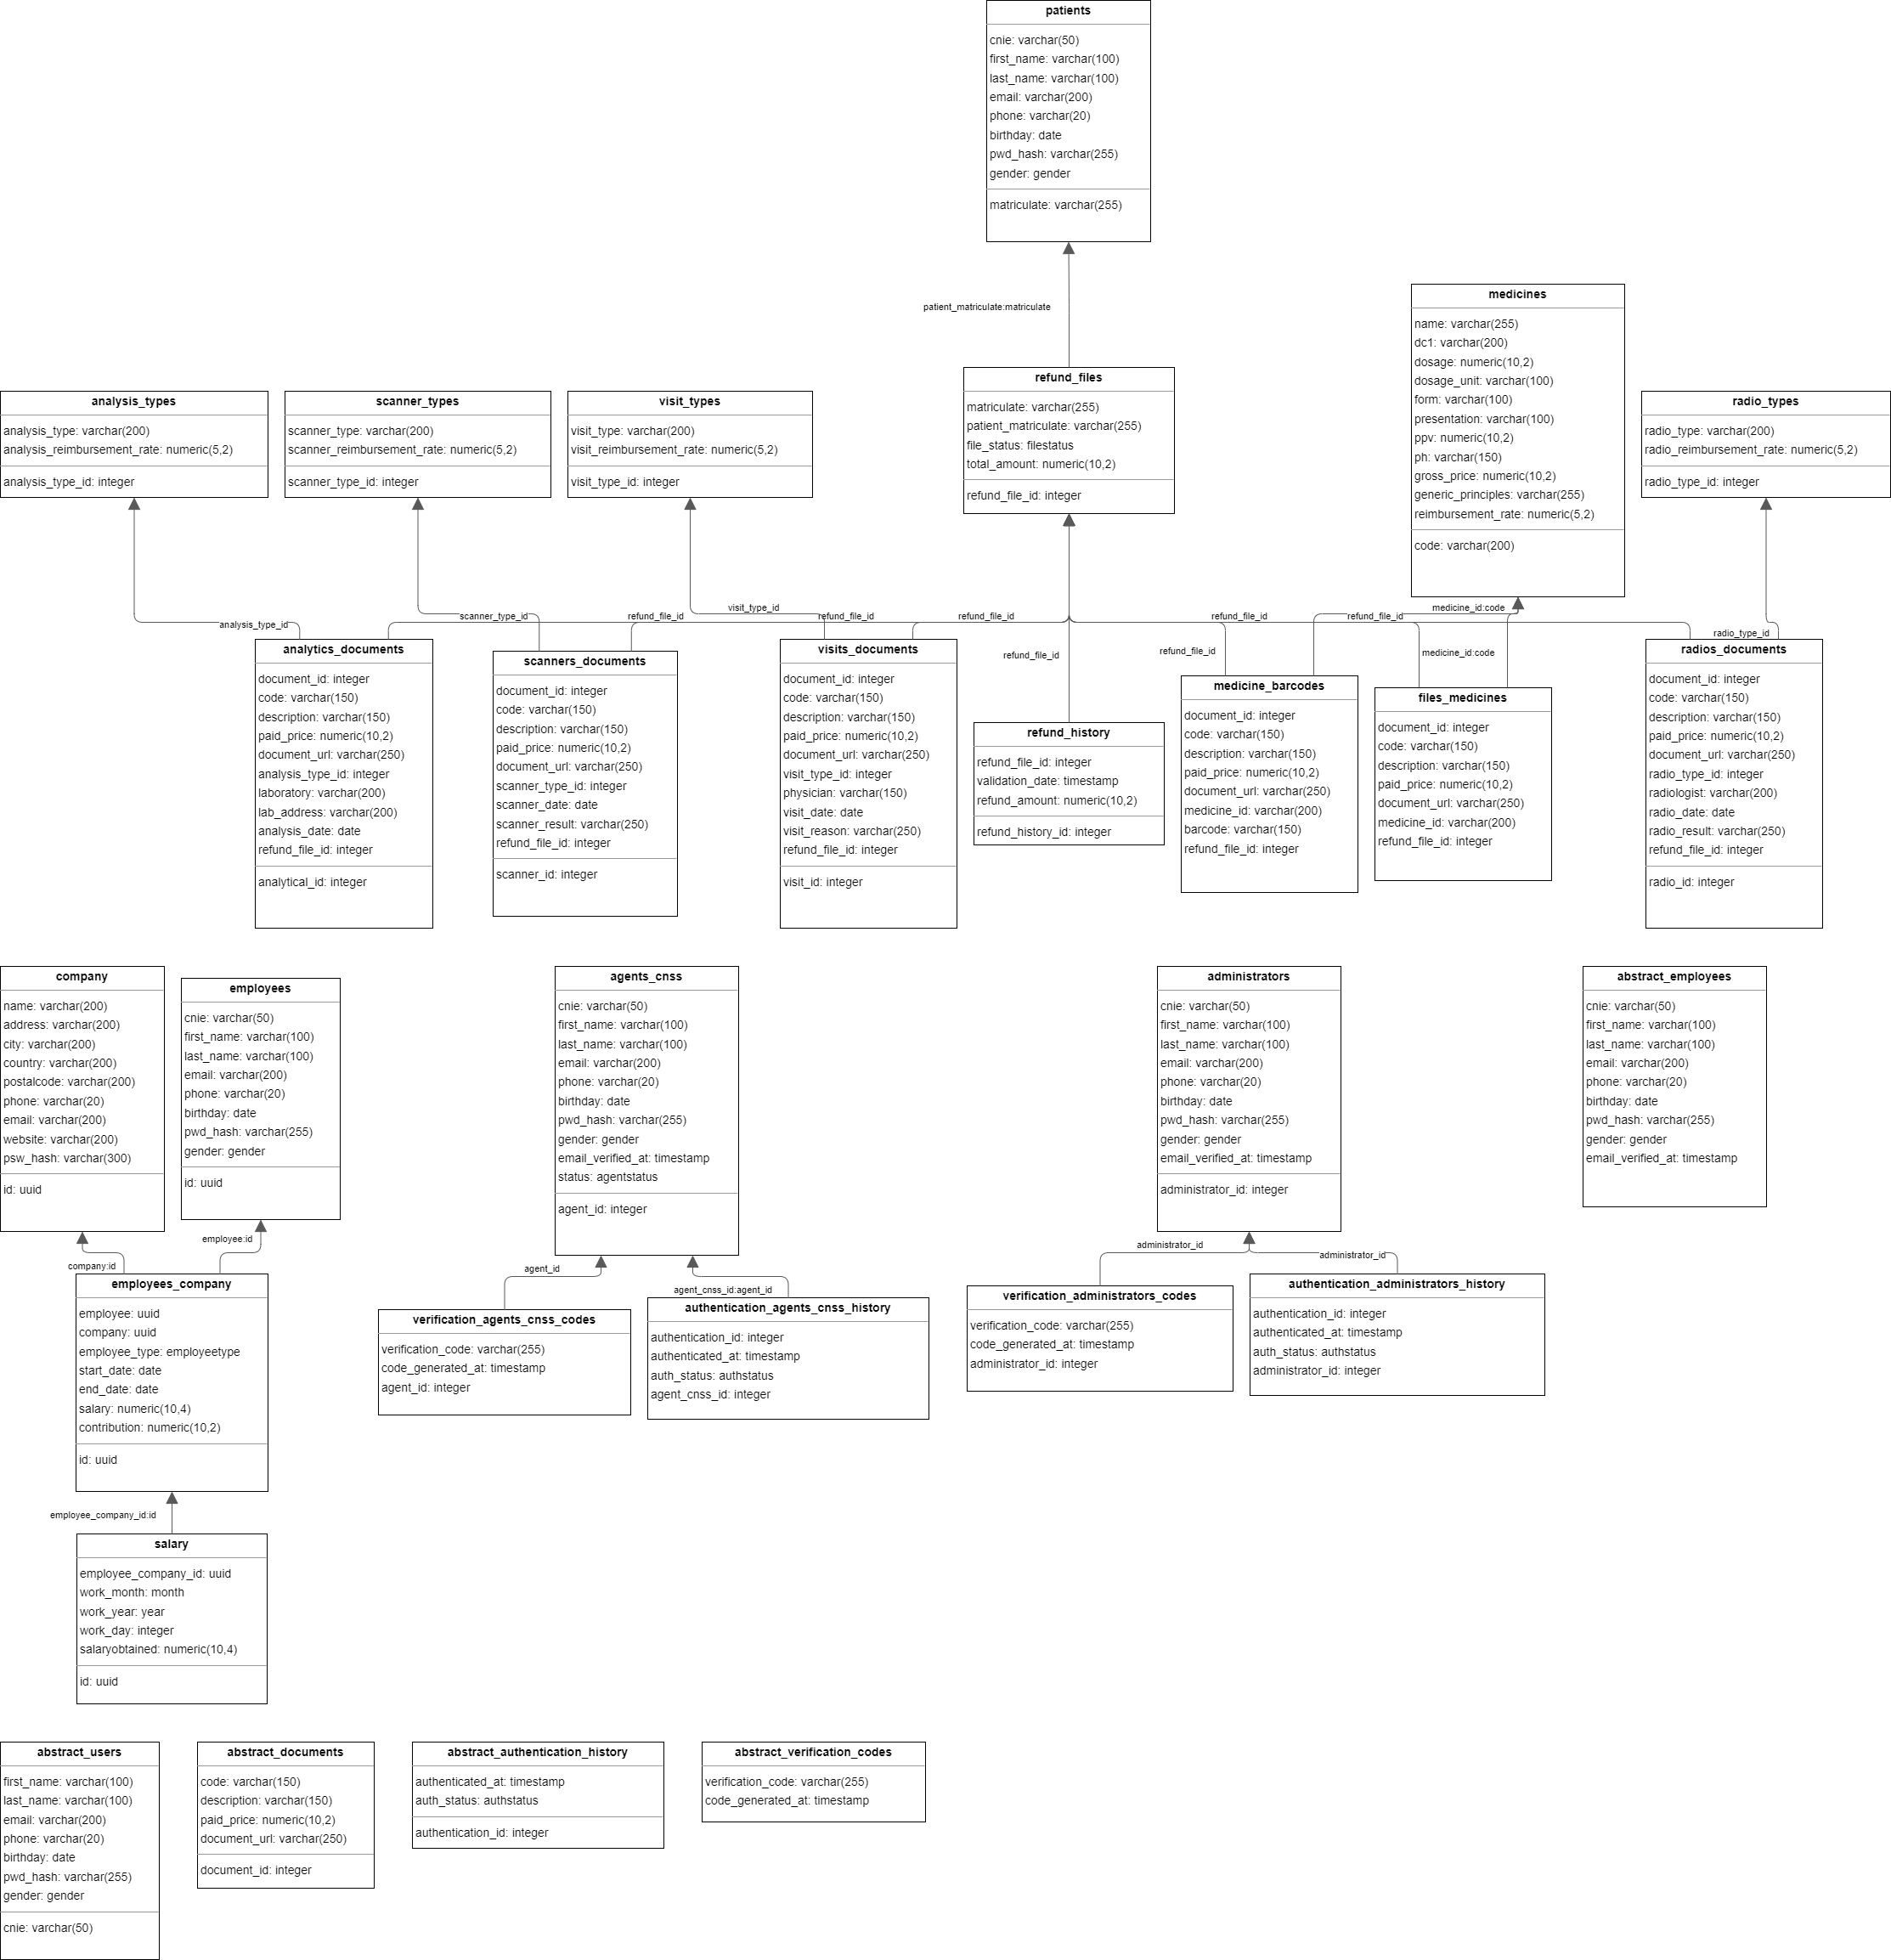 patients
cnie: varchar(50)
first_name: varchar(100)
last_name: varchar(100)
email: varchar(200)
phone: varchar(20)
birthday: date
pwd_hash: varchar(255)
gender: gender
matriculate: varchar(255)
patient_matriculate:matriculate
medicines
name: varchar(255)
dc1: varchar(200)
dosage: numeric(10,2)
dosage_unit: varchar(100)
form: varchar(100)
presentation: varchar(100)
ppv: numeric(10,2)
ph: varchar(150)
gross_price: numeric(10,2)
generic_principles: varchar(255)
reimbursement_rate: numeric(5,2)
code: varchar(200)
refund_files
matriculate: varchar(255)
patient_matriculate: varchar(255)
file_status: filestatus
total_amount: numeric(10,2)
refund_file_id: integer
analysis_types
analysis_type: varchar(200)
analysis_reimbursement_rate: numeric(5,2)
analysis_type_id: integer
scanner_types
scanner_type: varchar(200)
scanner_reimbursement_rate: numeric(5,2)
scanner_type_id: integer
visit_types
visit_type: varchar(200)
visit_reimbursement_rate: numeric(5,2)
visit_type_id: integer
radio_types
radio_type: varchar(200)
radio_reimbursement_rate: numeric(5,2)
radio_type_id: integer
analysis_type_id
scanner_type_id
refund_file_id
visit_type_id
refund_file_id
refund_file_id
refund_file_id
refund_file_id
refund_file_id
refund_file_id
medicine_id:code
medicine_id:code
radio_type_id
analytics_documents
document_id: integer
code: varchar(150)
description: varchar(150)
paid_price: numeric(10,2)
document_url: varchar(250)
analysis_type_id: integer
laboratory: varchar(200)
lab_address: varchar(200)
analysis_date: date
refund_file_id: integer
analytical_id: integer
scanners_documents
document_id: integer
code: varchar(150)
description: varchar(150)
paid_price: numeric(10,2)
document_url: varchar(250)
scanner_type_id: integer
scanner_date: date
scanner_result: varchar(250)
refund_file_id: integer
scanner_id: integer
visits_documents
document_id: integer
code: varchar(150)
description: varchar(150)
paid_price: numeric(10,2)
document_url: varchar(250)
visit_type_id: integer
physician: varchar(150)
visit_date: date
visit_reason: varchar(250)
refund_file_id: integer
visit_id: integer
refund_history
refund_file_id: integer
validation_date: timestamp
refund_amount: numeric(10,2)
refund_history_id: integer
medicine_barcodes
document_id: integer
code: varchar(150)
description: varchar(150)
paid_price: numeric(10,2)
document_url: varchar(250)
medicine_id: varchar(200)
barcode: varchar(150)
refund_file_id: integer
files_medicines
document_id: integer
code: varchar(150)
description: varchar(150)
paid_price: numeric(10,2)
document_url: varchar(250)
medicine_id: varchar(200)
refund_file_id: integer
radios_documents
document_id: integer
code: varchar(150)
description: varchar(150)
paid_price: numeric(10,2)
document_url: varchar(250)
radio_type_id: integer
radiologist: varchar(200)
radio_date: date
radio_result: varchar(250)
refund_file_id: integer
radio_id: integer
company
name: varchar(200)
address: varchar(200)
city: varchar(200)
country: varchar(200)
postalcode: varchar(200)
phone: varchar(20)
email: varchar(200)
website: varchar(200)
psw_hash: varchar(300)
id: uuid
employees
cnie: varchar(50)
first_name: varchar(100)
last_name: varchar(100)
email: varchar(200)
phone: varchar(20)
birthday: date
pwd_hash: varchar(255)
gender: gender
id: uuid
agents_cnss
cnie: varchar(50)
first_name: varchar(100)
last_name: varchar(100)
email: varchar(200)
phone: varchar(20)
birthday: date
pwd_hash: varchar(255)
gender: gender
email_verified_at: timestamp
status: agentstatus
agent_id: integer
administrators
cnie: varchar(50)
first_name: varchar(100)
last_name: varchar(100)
email: varchar(200)
phone: varchar(20)
birthday: date
pwd_hash: varchar(255)
gender: gender
email_verified_at: timestamp
administrator_id: integer
abstract_employees
cnie: varchar(50)
first_name: varchar(100)
last_name: varchar(100)
email: varchar(200)
phone: varchar(20)
birthday: date
pwd_hash: varchar(255)
gender: gender
email_verified_at: timestamp
company:id
employee:id
agent_id
agent_cnss_id:agent_id
administrator_id
administrator_id
employees_company
employee: uuid
company: uuid
employee_type: employeetype
start_date: date
end_date: date
salary: numeric(10,4)
contribution: numeric(10,2)
id: uuid
verification_agents_cnss_codes
verification_code: varchar(255)
code_generated_at: timestamp
agent_id: integer
authentication_agents_cnss_history
authentication_id: integer
authenticated_at: timestamp
auth_status: authstatus
agent_cnss_id: integer
verification_administrators_codes
verification_code: varchar(255)
code_generated_at: timestamp
administrator_id: integer
authentication_administrators_history
authentication_id: integer
authenticated_at: timestamp
auth_status: authstatus
administrator_id: integer
employee_company_id:id
salary
employee_company_id: uuid
work_month: month
work_year: year
work_day: integer
salaryobtained: numeric(10,4)
id: uuid
abstract_users
first_name: varchar(100)
last_name: varchar(100)
email: varchar(200)
phone: varchar(20)
birthday: date
pwd_hash: varchar(255)
gender: gender
cnie: varchar(50)
abstract_documents
code: varchar(150)
description: varchar(150)
paid_price: numeric(10,2)
document_url: varchar(250)
document_id: integer
abstract_authentication_history
authenticated_at: timestamp
auth_status: authstatus
authentication_id: integer
abstract_verification_codes
verification_code: varchar(255)
code_generated_at: timestamp